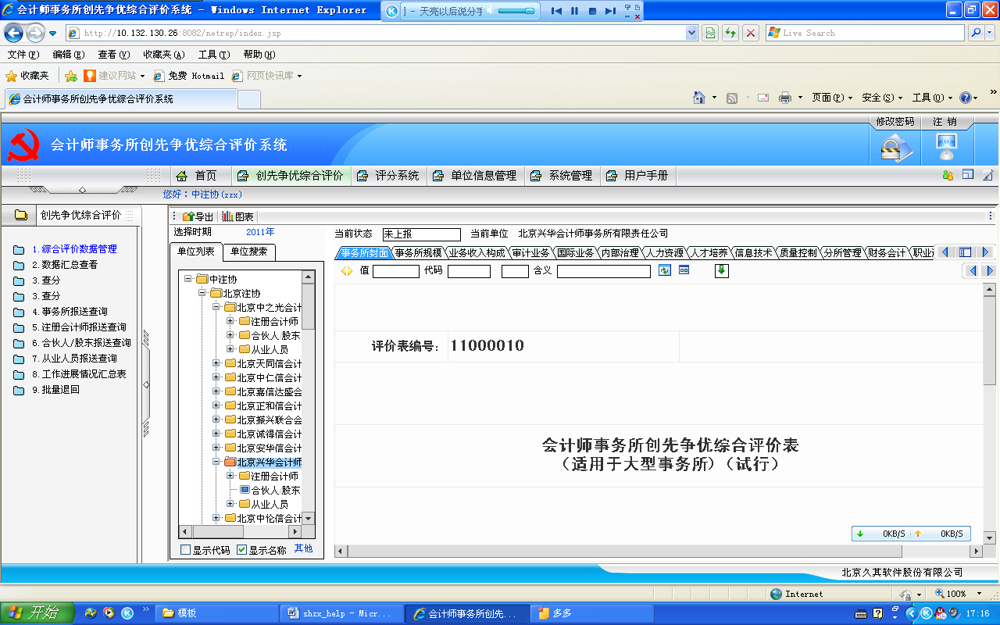 会计师事务所创先争优综合评价系统 - Windows Internet Explorer
] - 天亮以后说分手
http://10.132.130.26:8082/netrep/index.jsp
Live Search
文件(F) 编辑(E) 查看(V) 收藏夹(A) 工具(T) 帮助(H)
收藏夹 建议网站 免费 Hotmail 网页快讯库
会计师事务所创先争优综合评价系统
页面(P) 安全(S) 工具(O) »
修改密码 注 销
会计师事务所创先争优综合评价系统
首页 创先争优综合评价 评分系统 单位信息管理 系统管理 用户手册
您好：中注协(zzx)
创先争优综合评价
1.综合评价数据管理
2.数据汇总查看
3.查分
3.查分
4.事务所报送查询
5.注册会计师报送查询
6.合伙人/股东报送查询
7.从业人员报送查询
8.工作进展情况汇总表
9.批量退回
导出 图表
选择时期 2011年
单位列表 单位搜索
中注协
北京注协
北京中之光会计
注册会计师
合伙人/股东
从业人员
北京天同信会计
北京中仁信会计
北京嘉信达盛会
北京正和信会计
北京振兴联合会
北京诚得信会计
北京安华信会计
北京兴华会计师
注册会计师
合伙人/股东
从业人员
北京中伦信会计
显示代码 显示名称 其他
当前状态 未上报 当前单位 北京兴华会计师事务所有限责任公司
事务所封面 事务所规模 业务收入构成 审计业务 国际业务 内部治理 人力资源 人才培养 信息技术 质量控制 分所管理 财务会计 职业
值 代码 含义
评价表编号： 11000010
会计师事务所创先争优综合评价表
（适用于大型事务所）（试行）
0KB/S 0KB/S
北京久其软件股份有限公司
Internet 100%
开始 » 模板 shzx_help - Micr... 会计师事务所创先... 多多 17:16